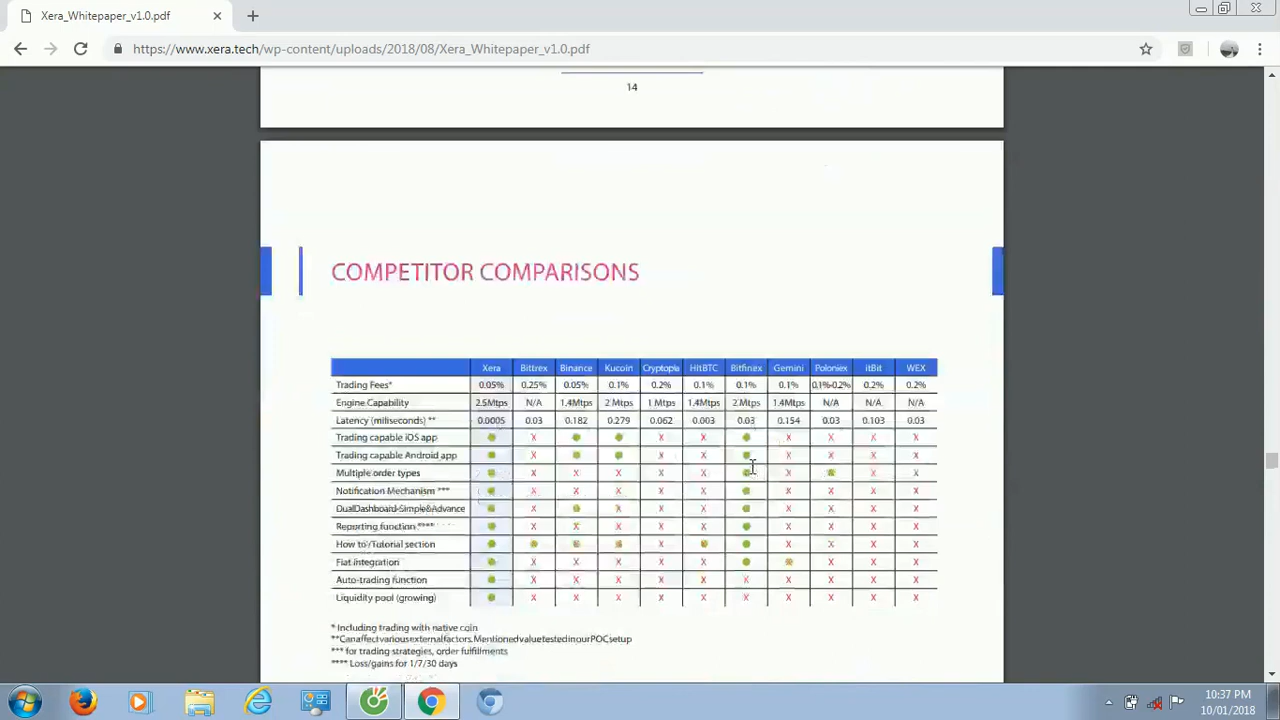 Xera_Whitepaper_v1.0.pdf
https://www.xera.tech/wp-content/uploads/2018/08/Xera_Whitepaper_v1.0.pdf
14
COMPETITOR COMPARISONS
Xera Bittrex Binance Kucoin Cryptopia HItBTC Bitfinex Gemini Poloniex itBit WEX
Trading Fees* 0.05% 0.25% 0.05% 0.1% 0.2% 0.1% 0.1% 0.1% 0,1%-0.2% 0.2% 0.2%
Engine Capability 2.5Mtps N/A 1.4Mtps 2 Mtps 1 Mtps 1.4Mtps 2 Mtps 1.4Mtps N/A N/A N/A
Latency (miliseconds) ** 0.0005 0.03 0.182 0.279 0.062 0.003 0.03 0.154 0.03 0.103 0.03
Trading capable iOS app X X X X X X X
Trading capable Android app X X X X X X X
Multiple order types X X X X X X X X
Notification Mechanism *** X X X X X X X X X
DualDashboard-Simple&Advance X X X X X X X X
Reporting function **** X X X X X X X X X
How to/Tutorial section X X X X X
Fiat integration X X X X X X X X
Auto-trading function X X X X X X X X X X
Liquidity pool (growing) X X X X X X X X X X
* Including trading with native coin
**Canaffectvariousexternalfactors.MentionedvaluetestedinourPOCsetup
*** for trading strategies, order fulfillments
**** Loss/gains for 1/7/30 days
10:37 PM
10/01/2018